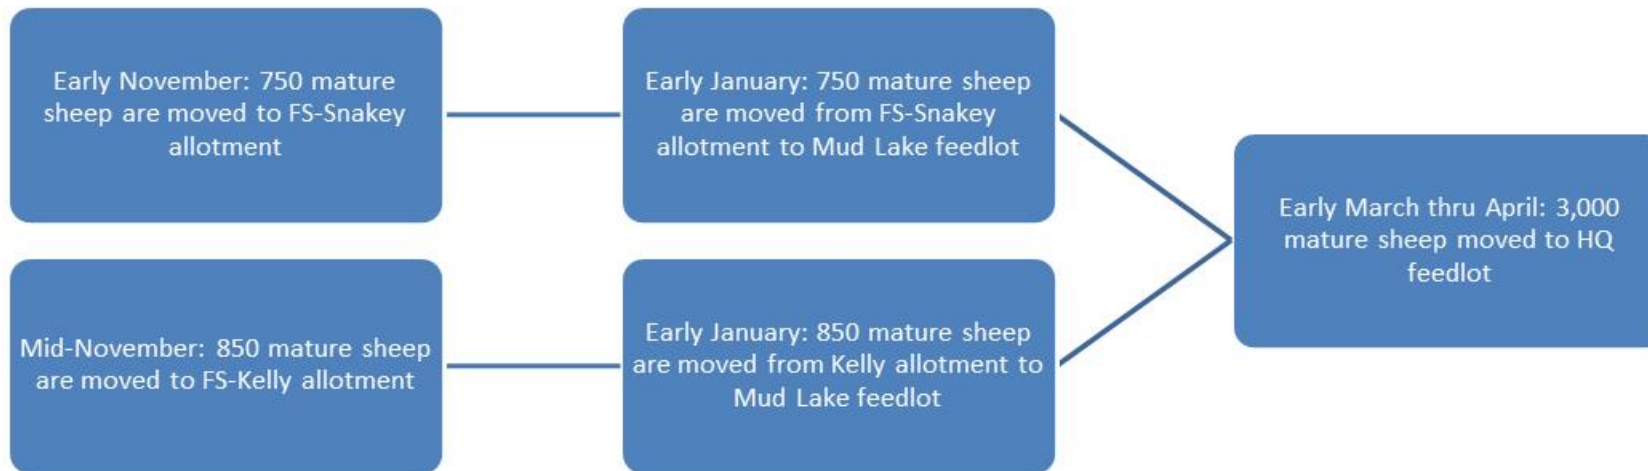 Early November: 750 mature
sheep are moved to FS-Snakey
allotment
Early January: 750 mature sheep
are moved from FS-Snakey
allotment to Mud Lake feedlot
Early March thru April: 3,000
mature sheep moved to HQ
feedlot
Mid-November: 850 mature sheep
are moved to FS-Kelly allotment
Early January: 850 mature sheep
are moved from Kelly allotment to
Mud Lake feedlot